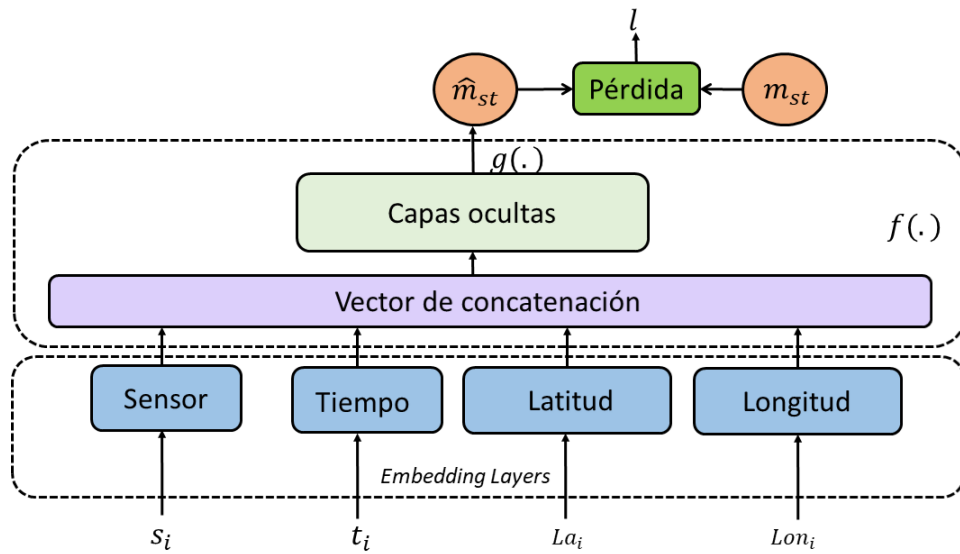 l
m̂ₛₜ
Pérdida
mₛₜ
g(.)
Capas ocultas
f(.)
Vector de concatenación
Sensor
Tiempo
Latitud
Longitud
Embedding Layers
sᵢ
tᵢ
Laᵢ
Lonᵢ